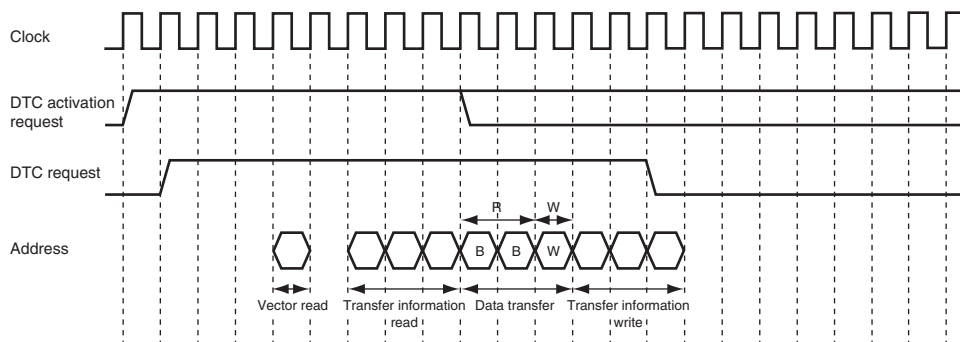 Clock
DTC activation
request
DTC request
R W
Address
B B W
Vector read Transfer information Data transfer Transfer information
read write